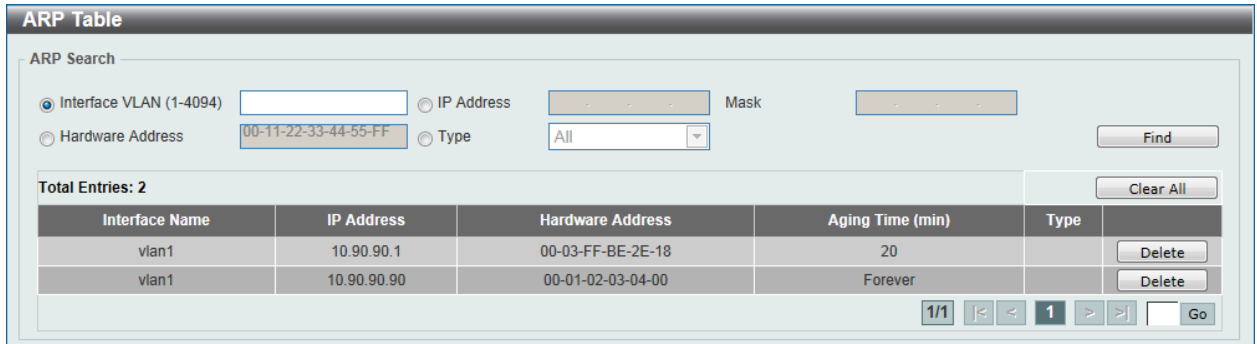 ARP Table
ARP Search
Interface VLAN (1-4094) IP Address . . . Mask . . .
Hardware Address 00-11-22-33-44-55-FF Type All Find
Total Entries: 2 Clear All
Interface Name IP Address Hardware Address Aging Time (min) Type
vlan1 10.90.90.1 00-03-FF-BE-2E-18 20 Delete
vlan1 10.90.90.90 00-01-02-03-04-00 Forever Delete
1/1 |< < 1 > >| Go